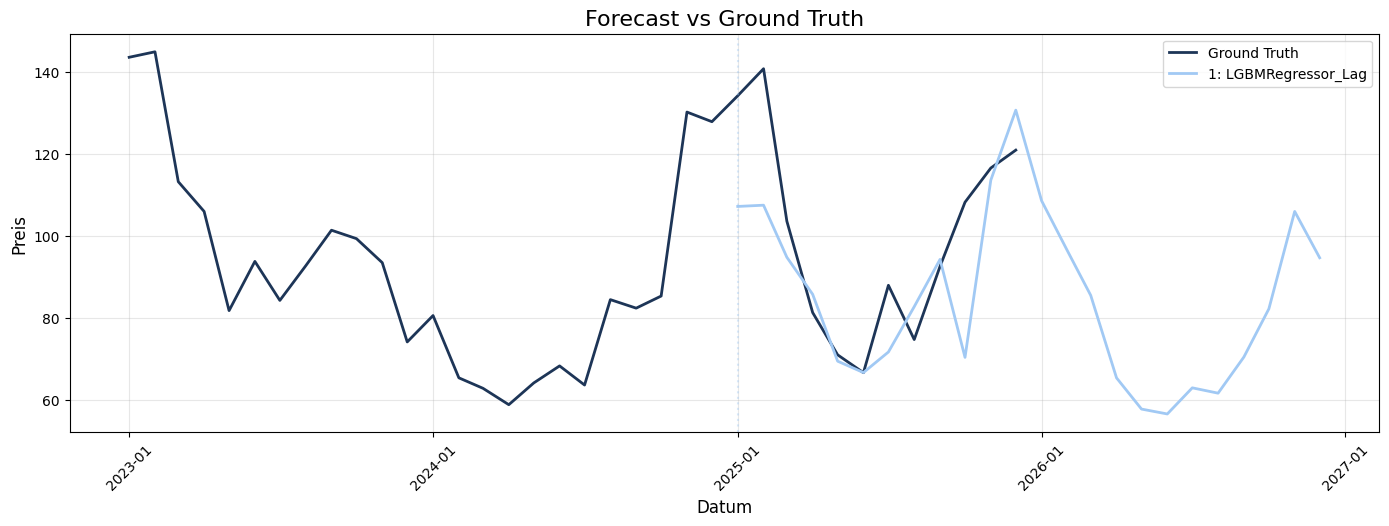 Forecast vs Ground Truth
Ground Truth
1: LGBMRegressor_Lag
Preis
140
120
100
80
60
2023-01
2024-01
2025-01
2026-01
2027-01
Datum